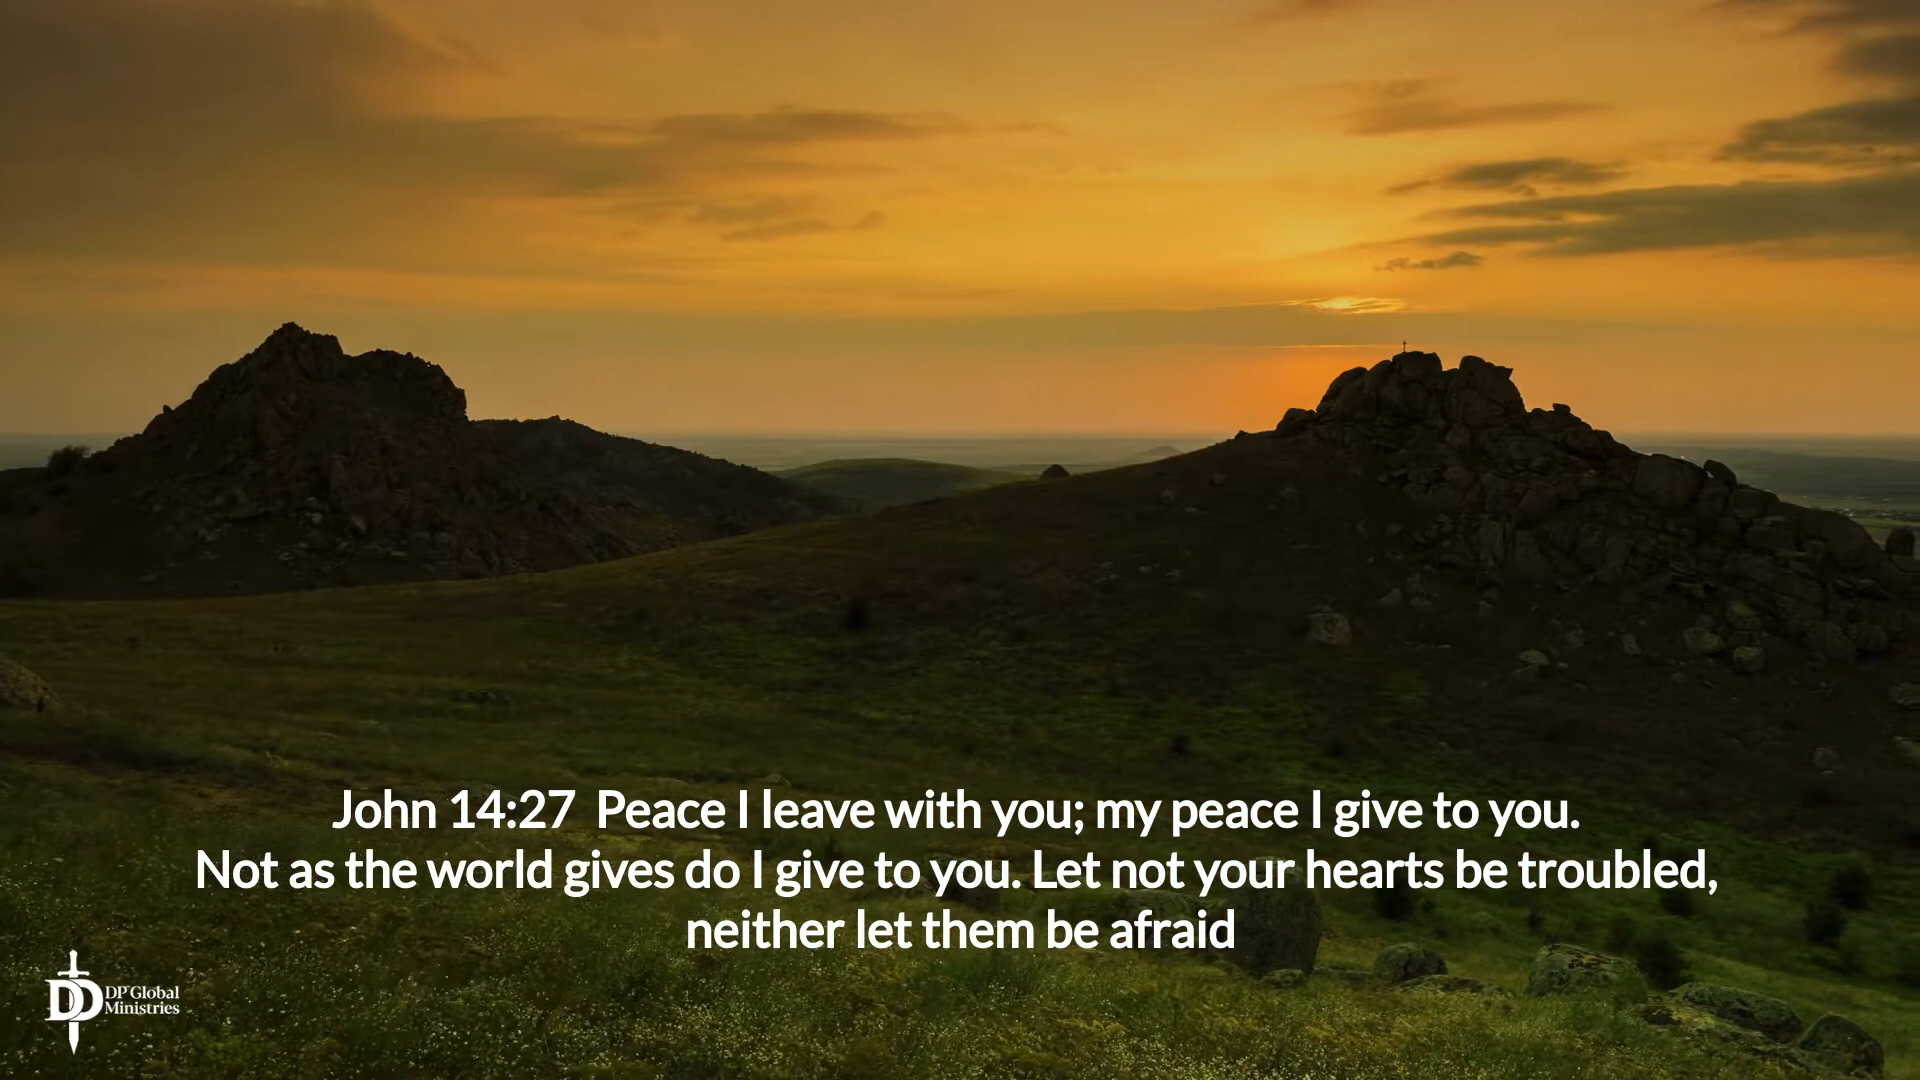 John 14:27  Peace I leave with you; my peace I give to you.
Not as the world gives do I give to you. Let not your hearts be troubled,
neither let them be afraid
DP Global
Ministries